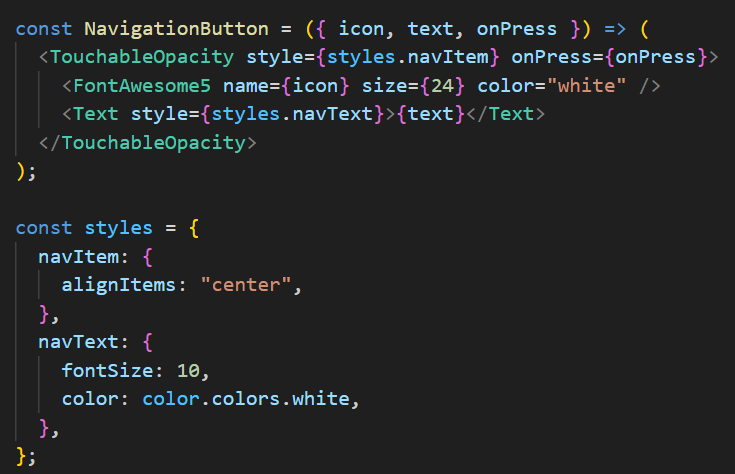 const NavigationButton = ({ icon, text, onPress }) => (
  <TouchableOpacity style={styles.navItem} onPress={onPress}>
    <FontAwesome5 name={icon} size={24} color="white" />
    <Text style={styles.navText}>{text}</Text>
  </TouchableOpacity>
);

const styles = {
  navItem: {
    alignItems: "center",
  },
  navText: {
    fontSize: 10,
    color: color.colors.white,
  },
};